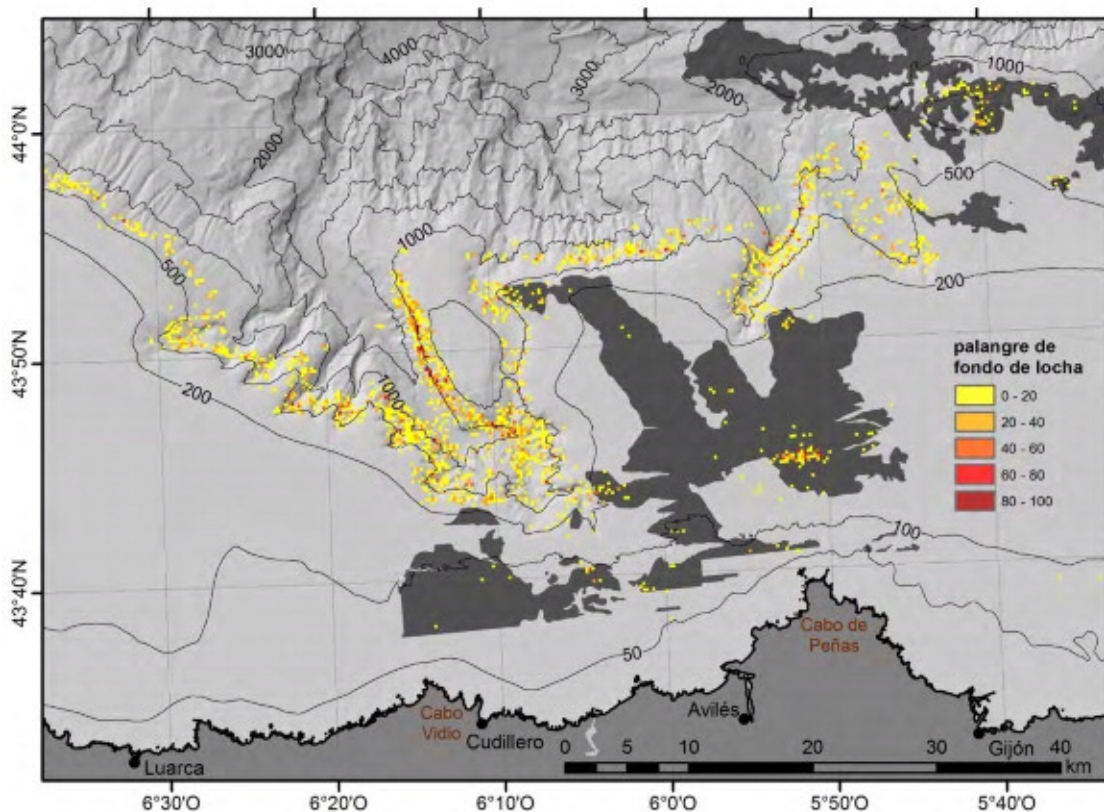 3000
4000
3000
2000
1000
44°0'N
2000
500
1000
500
200
43°50'N
200
1000
palangre de
fondo de locha
0 - 20
20 - 40
40 - 60
60 - 80
80 - 100
100
43°40'N
50
Cabo de
Peñas
Cabo
Vidio
Cudillero
Avilés
Gijón
Luarca
0 5 10 20 30 40
km
6°30'O 6°20'O 6°10'O 6°0'O 5°50'O 5°40'O